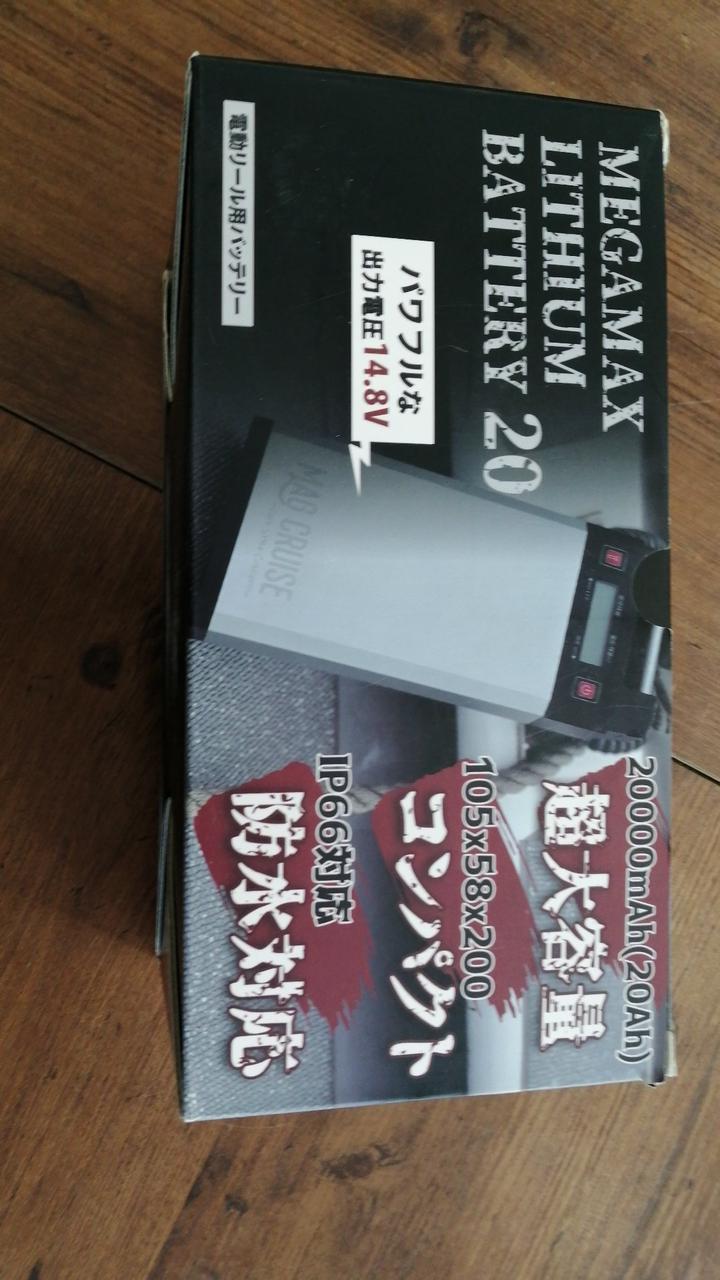 MEGAMAX
LITHIUM
BATTERY 20
パワフルな
出力電圧14.8V
電動リール用バッテリー
MAG CRUISE
20000mAh(20Ah)
超大容量
105x58x200
コンパクト
IP66対応
防水対応